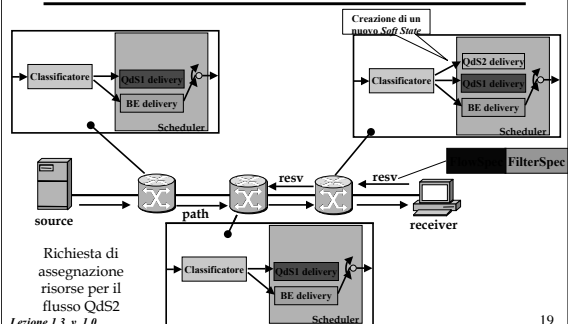 Creazione di un
nuovo Soft State
Classificatore
QdS1 delivery
BE delivery
Scheduler
Classificatore
QdS2 delivery
QdS1 delivery
BE delivery
Scheduler
FlowSpec FilterSpec
resv
resv
source
path
receiver
Classificatore
QdS1 delivery
BE delivery
Scheduler
Richiesta di
assegnazione
risorse per il
flusso QdS2
Lezione 1.3, v. 1.0
19